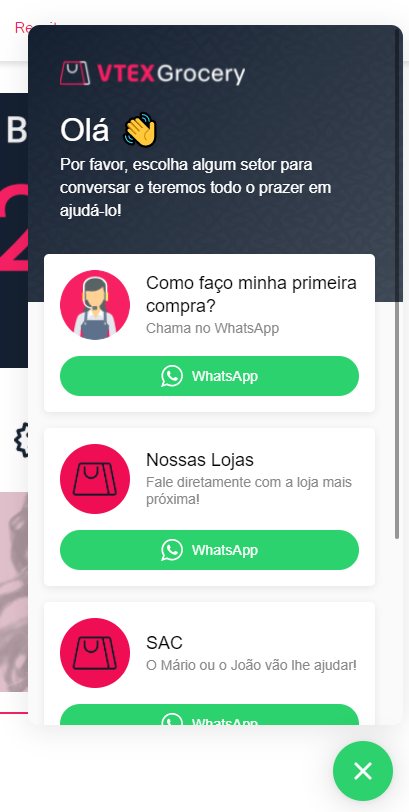 VTEXGrocery
Olá 👋
Por favor, escolha algum setor para
conversar e teremos todo o prazer em
ajudá-lo!
Como faço minha primeira
compra?
Chama no WhatsApp
WhatsApp
Nossas Lojas
Fale diretamente com a loja mais
próxima!
WhatsApp
SAC
O Mário ou o João vão lhe ajudar!
WhatsApp